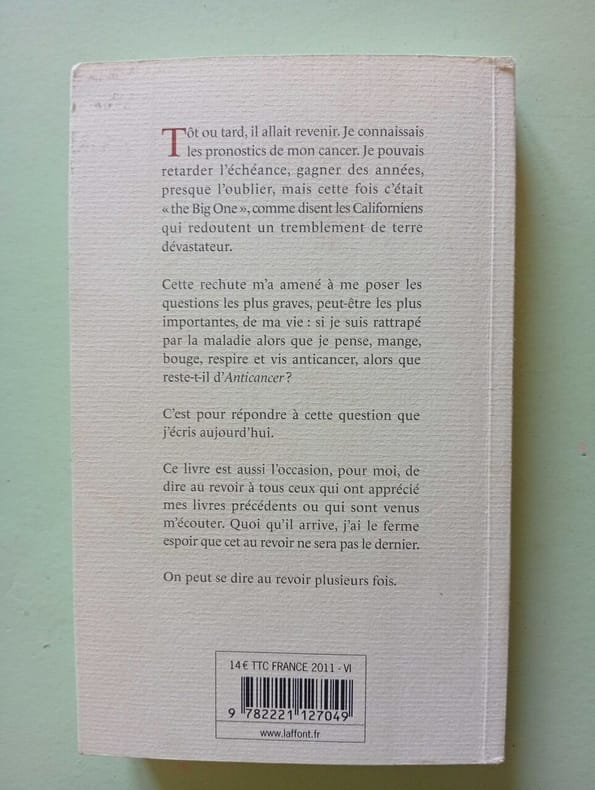 Tôt ou tard, il allait revenir. Je connaissais
les pronostics de mon cancer. Je pouvais
retarder l'échéance, gagner des années,
presque l'oublier, mais cette fois c'était
« the Big One », comme disent les Californiens
qui redoutent un tremblement de terre
dévastateur.
Cette rechute m'a amené à me poser les
questions les plus graves, peut-être les plus
importantes, de ma vie : si je suis rattrapé
par la maladie alors que je pense, mange,
bouge, respire et vis anticancer, alors que
reste-t-il d'Anticancer ?
C'est pour répondre à cette question que
j'écris aujourd'hui.
Ce livre est aussi l'occasion, pour moi, de
dire au revoir à tous ceux qui ont apprécié
mes livres précédents ou qui sont venus
m'écouter. Quoi qu'il arrive, j'ai le ferme
espoir que cet au revoir ne sera pas le dernier.
On peut se dire au revoir plusieurs fois.
14 € TTC FRANCE 2011 - VI
9 782221 127049
www.laffont.fr